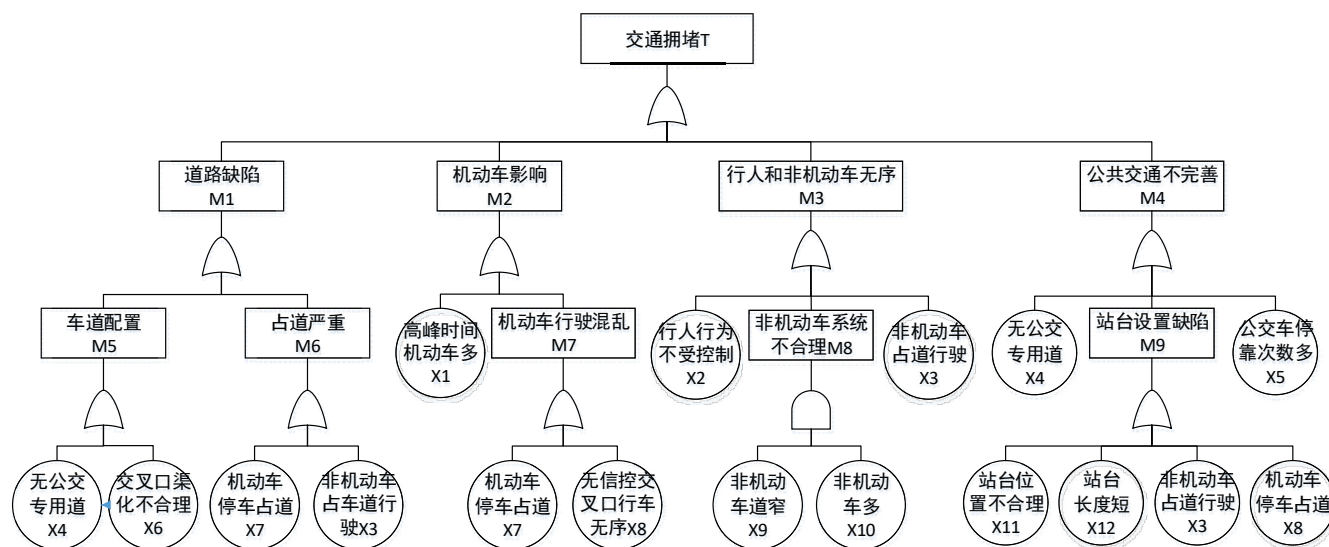 交通拥堵T
道路缺陷
M1
机动车影响
M2
行人和非机动车无序
M3
公共交通不完善
M4
车道配置
M5
占道严重
M6
高峰时间
机动车多
X1
机动车行驶混乱
M7
行人行为
不受控制
X2
非机动车系统
不合理M8
非机动车
占道行驶
X3
无公交
专用道
X4
站台设置缺陷
M9
公交车停
靠次数多
X5
无公交
专用道
X4
交叉口渠
化不合理
X6
机动车
停车占道
X7
非机动车
占车道行
驶X3
机动车
停车占道
X7
无信控交
叉口行车
无序X8
非机动
车道窄
X9
非机动
车多
X10
站台位
置不合理
X11
站台
长度短
X12
非机动车
占道行驶
X3
机动车
停车占道
X8